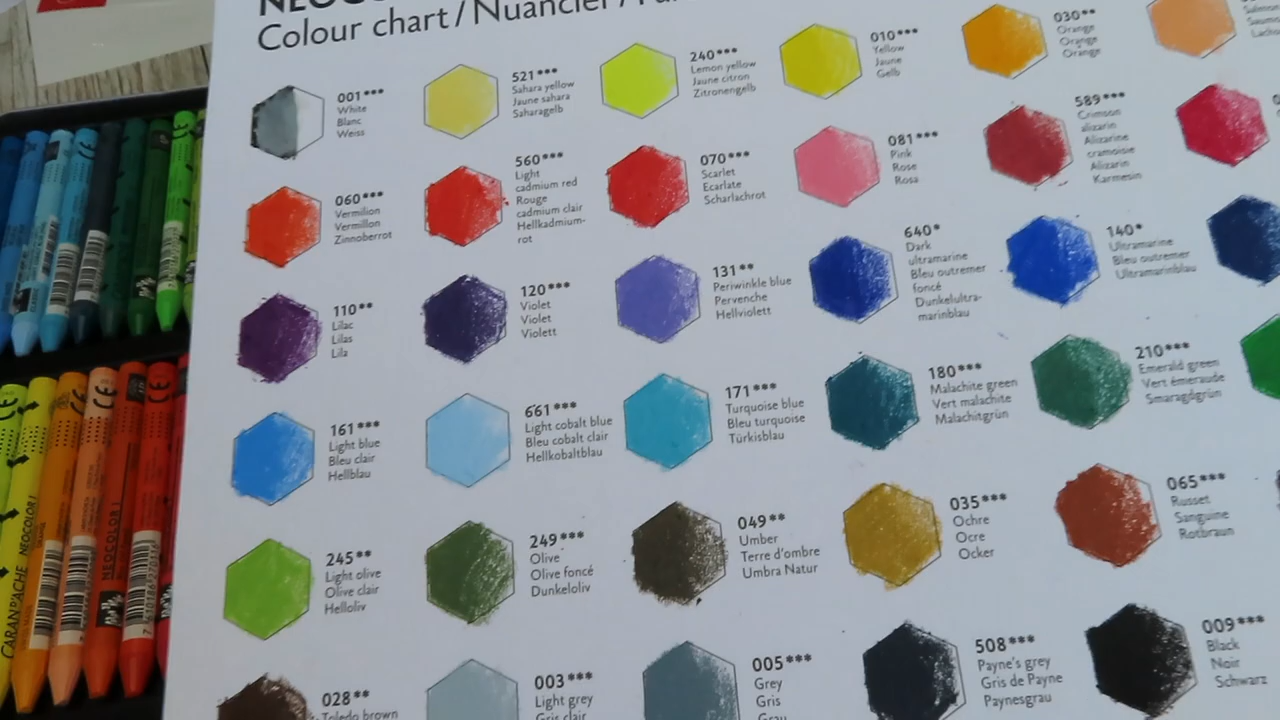 Colour chart / Nuancier /
001***
White
Blanc
Weiss
521***
Sahara yellow
Jaune sahara
Saharagelb
240***
Lemon yellow
Jaune citron
Zitronengelb
010***
Yellow
Jaune
Gelb
030**
Orange
Orange
Orange
060***
Vermilion
Vermillon
Zinnoberrot
560***
Light
cadmium red
Rouge
cadmium clair
Hellkadmium-
rot
070***
Scarlet
Ecarlate
Scharlachrot
081***
Pink
Rose
Rosa
589***
Crimson
alizarin
Alizarine
cramoisie
Alizarin
Karmesin
110**
Lilac
Lilas
Lila
120***
Violet
Violet
Violett
131**
Periwinkle blue
Pervenche
Hellviolett
640*
Dark
ultramarine
Bleu outremer
foncé
Dunkelultra-
marinblau
140*
Ultramarine
Bleu outremer
Ultramarinblau
161***
Light blue
Bleu clair
Hellblau
661***
Light cobalt blue
Bleu cobalt clair
Hellkobaltblau
171***
Turquoise blue
Bleu turquoise
Türkisblau
180***
Malachite green
Vert malachite
Malachitgrün
210***
Emerald green
Vert émeraude
Smaragdgrün
245**
Light olive
Olive clair
Helloliv
249***
Olive
Olive foncé
Dunkeloliv
049**
Umber
Terre d'ombre
Umbra Natur
035***
Ochre
Ocre
Ocker
065***
Russet
Sanguine
Rotbraun
028**
Toledo brown
003***
Light grey
Gris clair
005***
Grey
Gris
Grau
508***
Payne's grey
Gris de Payne
Paynesgrau
009***
Black
Noir
Schwarz
CARAN D'ACHE NEOCOLOR I
NEOCOLOR I